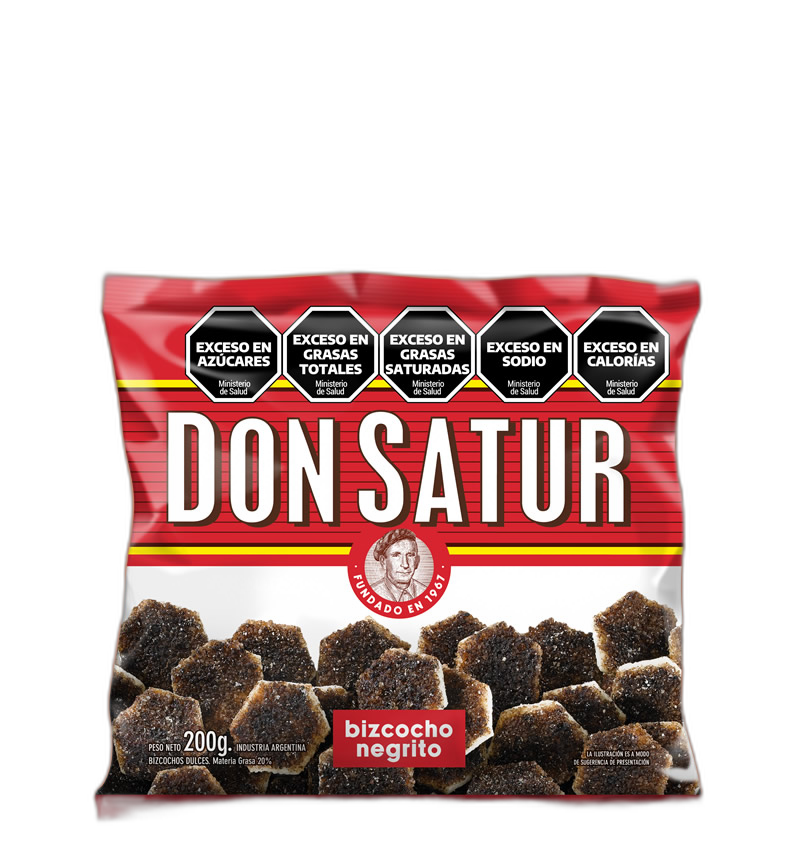 EXCESO EN
AZÚCARES
Ministerio
de Salud
EXCESO EN
GRASAS
TOTALES
Ministerio
de Salud
EXCESO EN
GRASAS
SATURADAS
Ministerio
de Salud
EXCESO EN
SODIO
Ministerio
de Salud
EXCESO EN
CALORÍAS
Ministerio
de Salud
DON SATUR
· FUNDADO EN 1967 ·
bizcocho
negrito
PESO NETO 200g. INDUSTRIA ARGENTINA
BIZCOCHOS DULCES. Materia Grasa 20%
LA ILUSTRACIÓN ES A MODO
DE SUGERENCIA DE PRESENTACIÓN